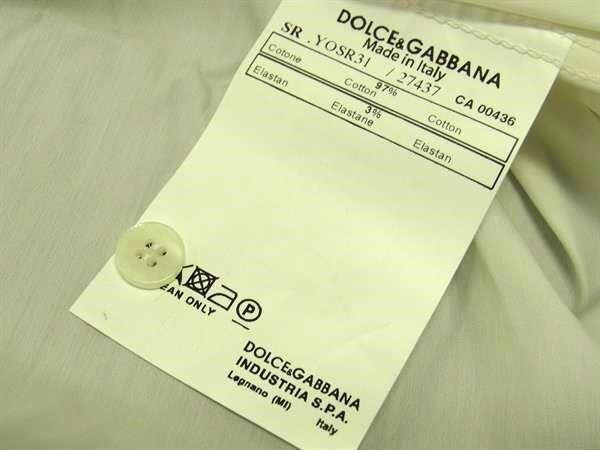 DOLCE&GABBANA
Made in Italy
SR . YOSR31 / 27437 CA 00436
Cotone Cotton 97% Cotton
Elastan Elastane 3% Elastan
P
EAN ONLY
DOLCE&GABBANA
INDUSTRIA S.P.A.
Legnano (MI) Italy